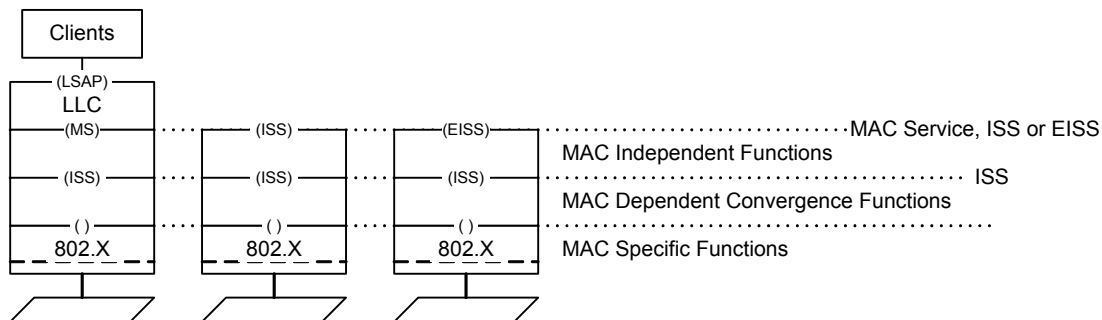 Clients
(LSAP)
LLC
(MS) (ISS) (EISS) MAC Service, ISS or EISS
MAC Independent Functions
(ISS) (ISS) (ISS) ISS
MAC Dependent Convergence Functions
( ) ( ) ( )
802.X 802.X 802.X MAC Specific Functions